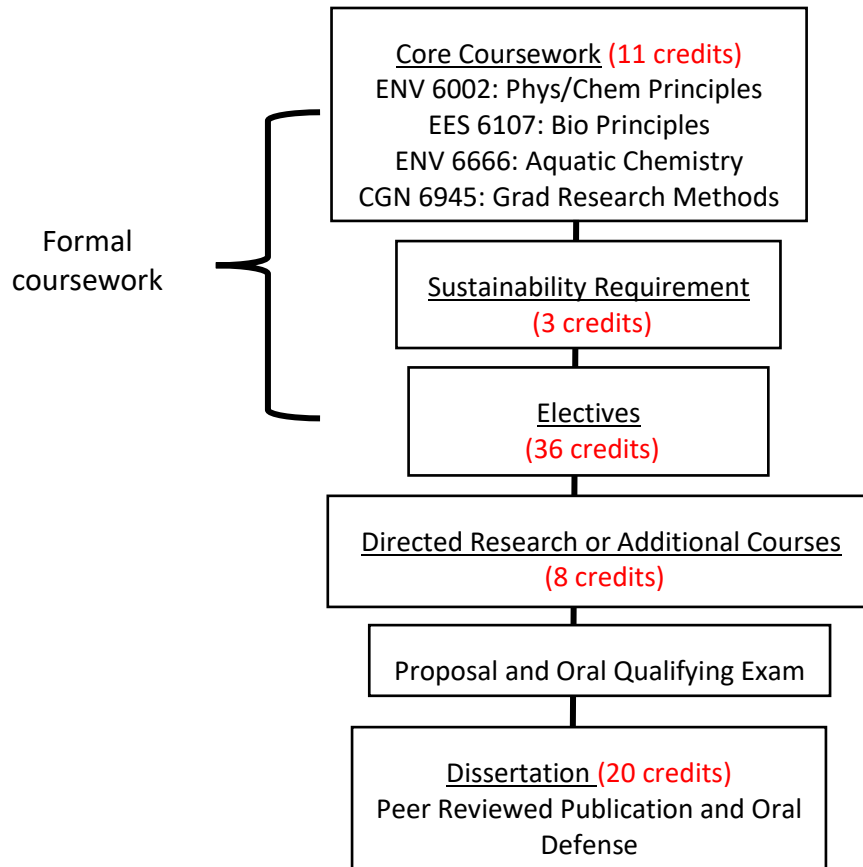 Core Coursework (11 credits)
ENV 6002: Phys/Chem Principles
EES 6107: Bio Principles
ENV 6666: Aquatic Chemistry
CGN 6945: Grad Research Methods
Formal
coursework
Sustainability Requirement
(3 credits)
Electives
(36 credits)
Directed Research or Additional Courses
(8 credits)
Proposal and Oral Qualifying Exam
Dissertation (20 credits)
Peer Reviewed Publication and Oral
Defense